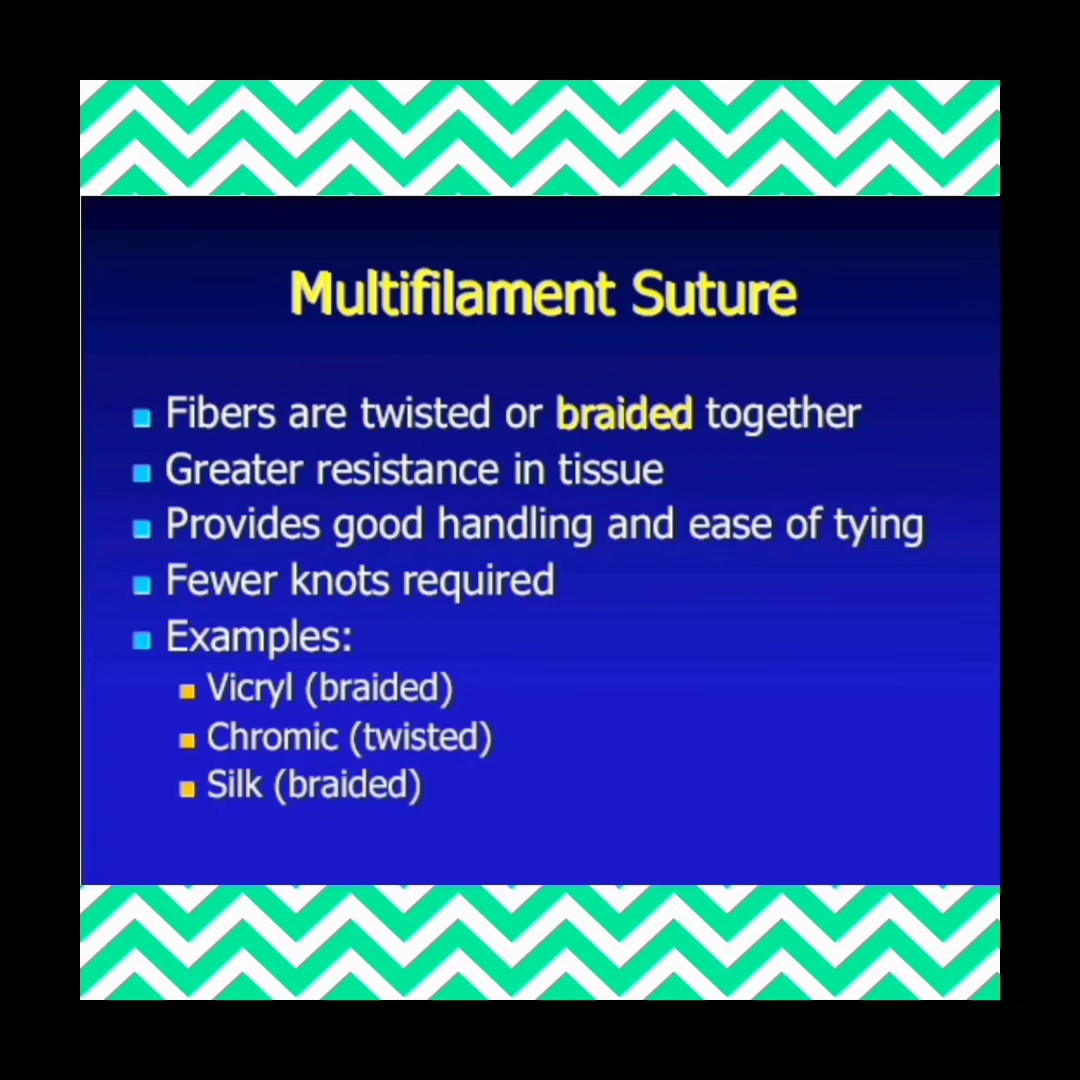 Multifilament Suture
Fibers are twisted or braided together
Greater resistance in tissue
Provides good handling and ease of tying
Fewer knots required
Examples:
Vicryl (braided)
Chromic (twisted)
Silk (braided)